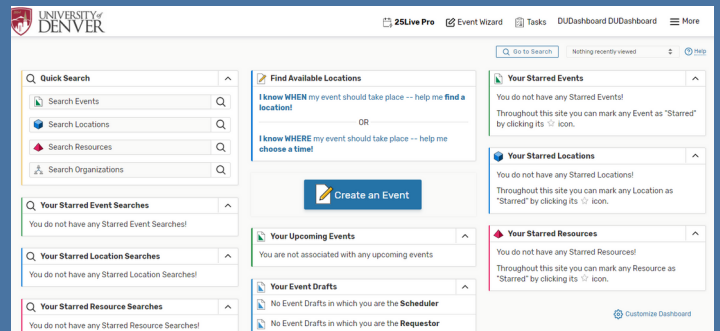 UNIVERSITY of
DENVER
25Live Pro
Event Wizard
Tasks
DUDashboard DUDashboard
More
Go to Search
Nothing recently viewed
Help
Quick Search
Search Events
Search Locations
Search Resources
Search Organizations
Your Starred Event Searches
You do not have any Starred Event Searches!
Your Starred Location Searches
You do not have any Starred Location Searches!
Your Starred Resource Searches
You do not have any Starred Resource Searches!
Find Available Locations
I know WHEN my event should take place -- help me find a
location!
OR
I know WHERE my event should take place -- help me
choose a time!
Create an Event
Your Upcoming Events
You are not associated with any upcoming events
Your Event Drafts
No Event Drafts in which you are the Scheduler
No Event Drafts in which you are the Requestor
Your Starred Events
You do not have any Starred Events!
Throughout this site you can mark any Event as "Starred"
by clicking its ☆ icon.
Your Starred Locations
You do not have any Starred Locations!
Throughout this site you can mark any Location as
"Starred" by clicking its ☆ icon.
Your Starred Resources
You do not have any Starred Resources!
Throughout this site you can mark any Resource as
"Starred" by clicking its ☆ icon.
Customize Dashboard